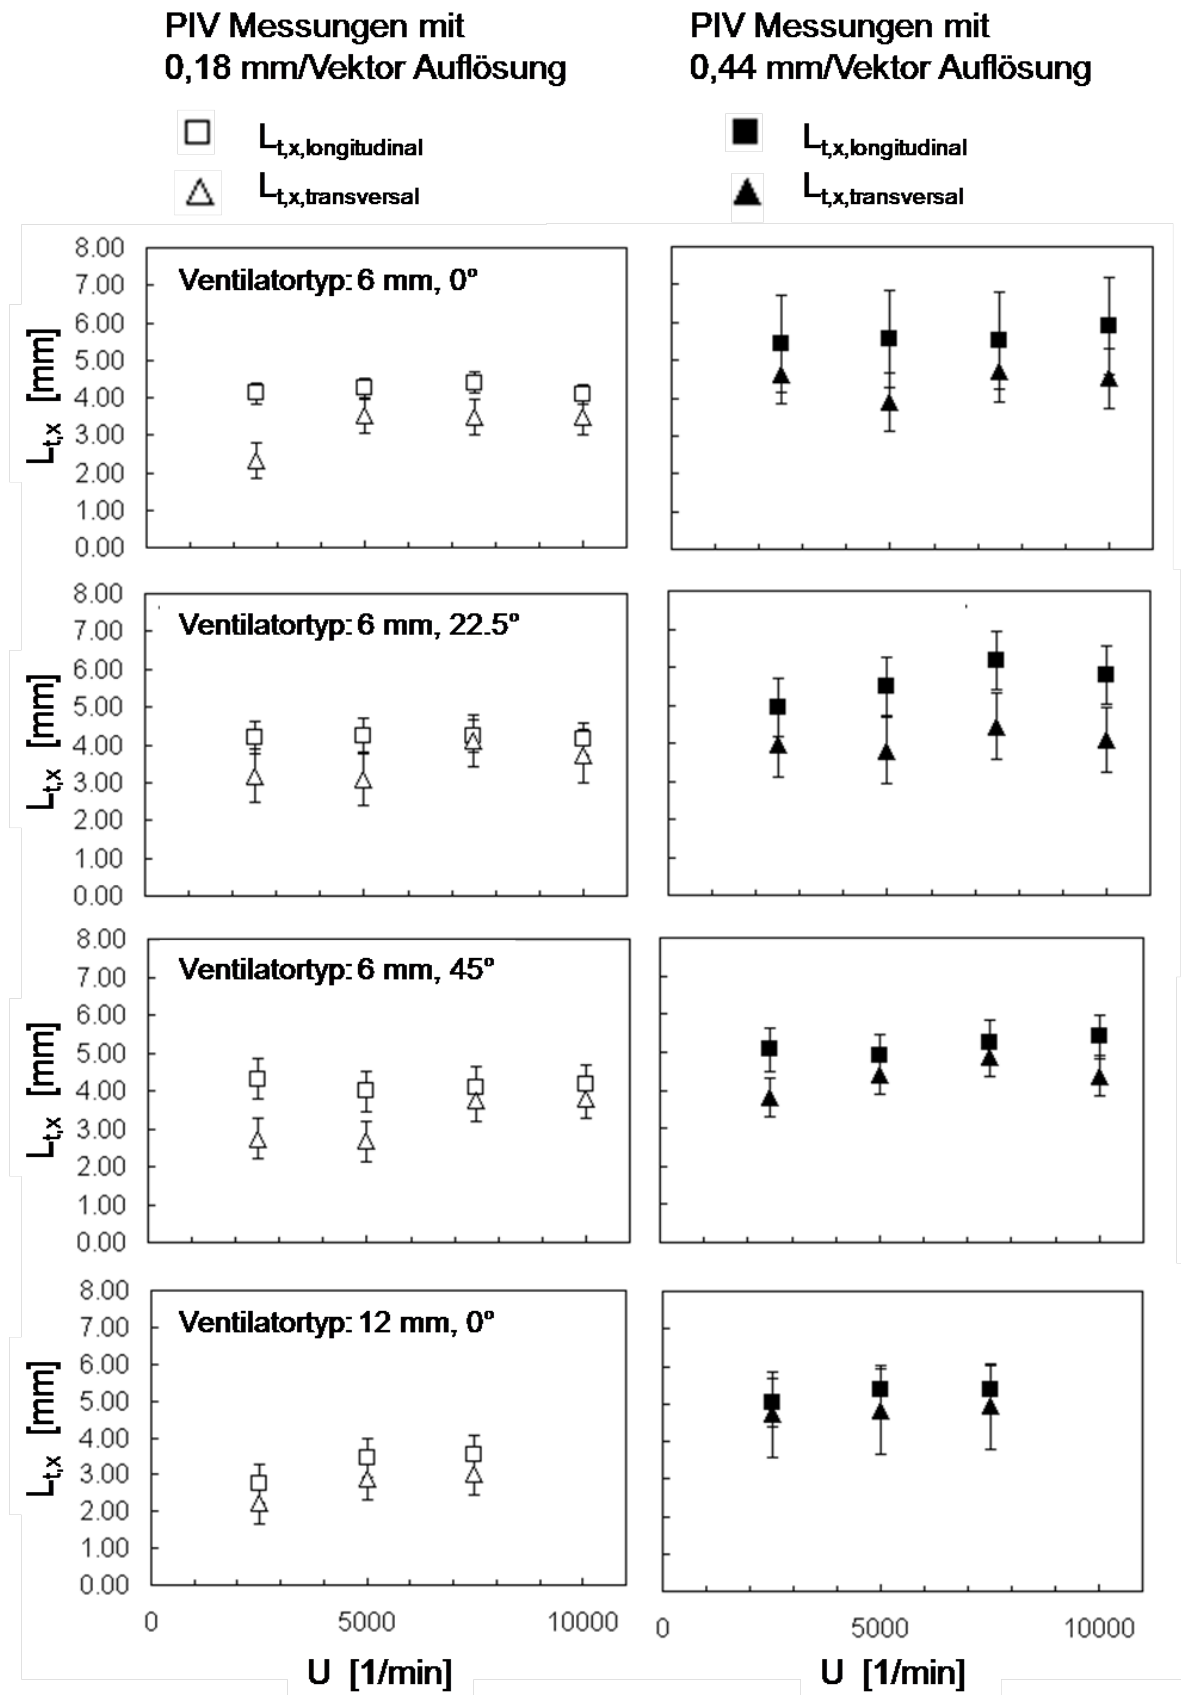 PIV Messungen mit
0,18 mm/Vektor Auflösung
L t,x,longitudinal
L t,x,transversal
PIV Messungen mit
0,44 mm/Vektor Auflösung
L t,x,longitudinal
L t,x,transversal
L t,x [mm]
8.00
7.00
6.00
5.00
4.00
3.00
2.00
1.00
0.00
Ventilatortyp: 6 mm, 0°
L t,x [mm]
8.00
7.00
6.00
5.00
4.00
3.00
2.00
1.00
0.00
Ventilatortyp: 6 mm, 22.5°
L t,x [mm]
8.00
7.00
6.00
5.00
4.00
3.00
2.00
1.00
0.00
Ventilatortyp: 6 mm, 45°
L t,x [mm]
8.00
7.00
6.00
5.00
4.00
3.00
2.00
1.00
0.00
Ventilatortyp: 12 mm, 0°
0 5000 10000
U [1/min]
0 5000 10000
U [1/min]